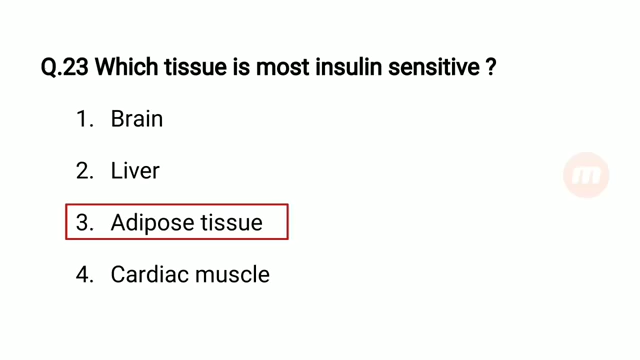 Q.23 Which tissue is most insulin sensitive ?
1. Brain
2. Liver
3. Adipose tissue
4. Cardiac muscle
m